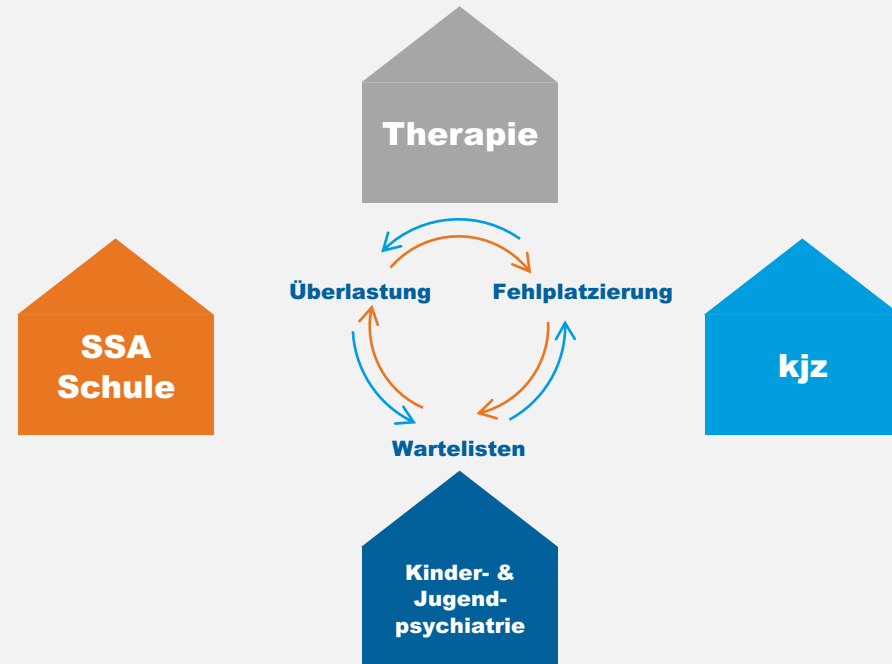 Therapie
Überlastung
Fehlplatzierung
SSA
Schule
kjz
Wartelisten
Kinder- &
Jugend-
psychiatrie